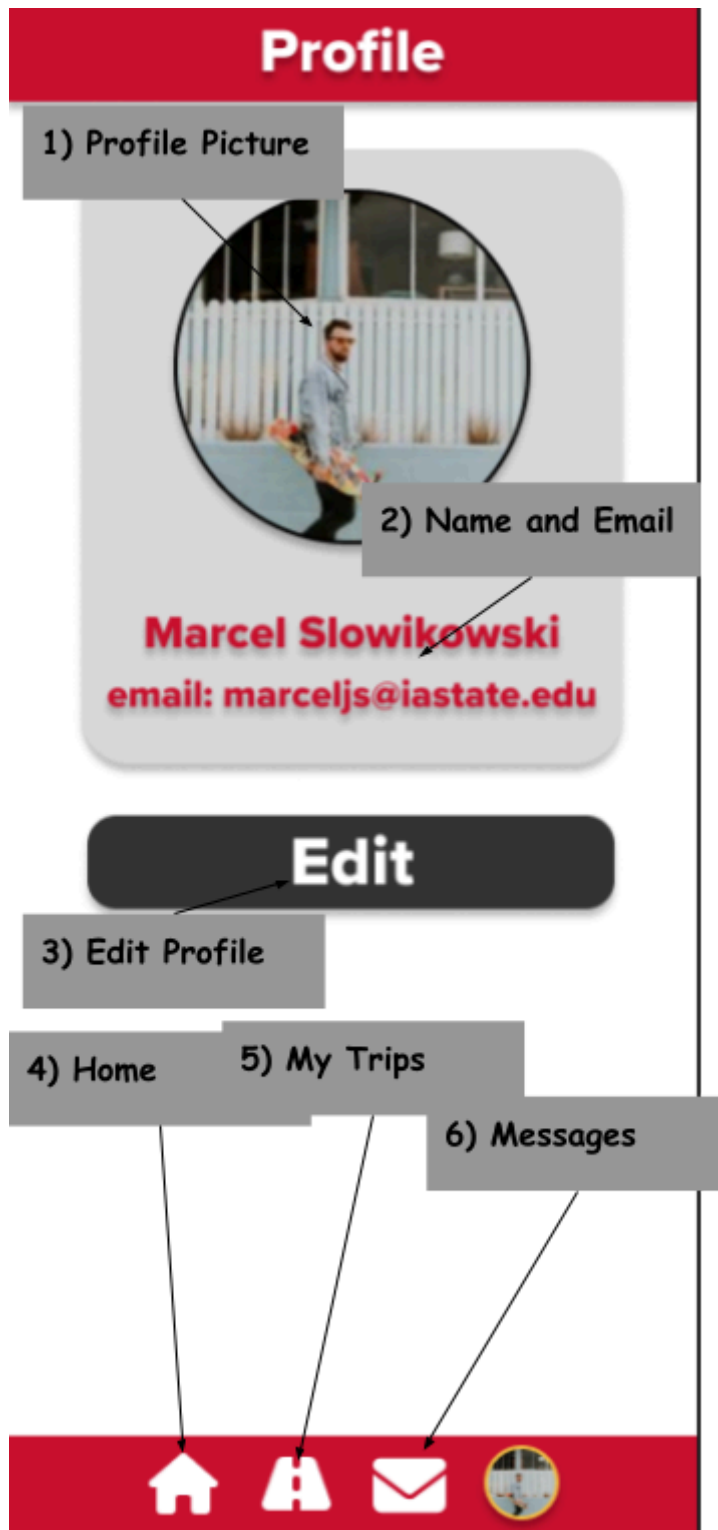 Profile
1) Profile Picture
2) Name and Email
Marcel Slowikowski
email: marceljs@iastate.edu
Edit
3) Edit Profile
4) Home
5) My Trips
6) Messages